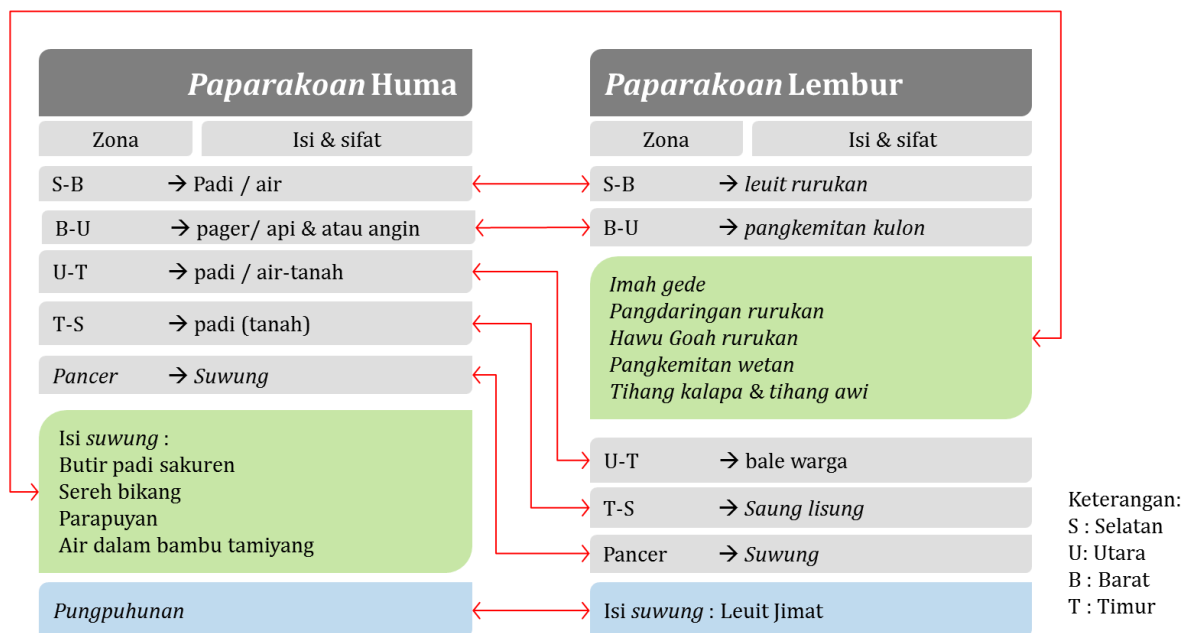 Paparakoan Huma
Zona
Isi & sifat
S-B → Padi / air
B-U → pager/ api & atau angin
U-T → padi / air-tanah
T-S → padi (tanah)
Pancer → Suwung
Isi suwung :
Butir padi sakuren
Sereh bikang
Parapuyan
Air dalam bambu tamiyang
Pungpuhunan
Paparakoan Lembur
Zona
Isi & sifat
S-B → leuit rurukan
B-U → pangkemitan kulon
Imah gede
Pangdaringan rurukan
Hawu Goah rurukan
Pangkemitan wetan
Tihang kalapa & tihang awi
U-T → bale warga
T-S → Saung lisung
Pancer → Suwung
Isi suwung : Leuit Jimat
Keterangan:
S : Selatan
U: Utara
B : Barat
T : Timur